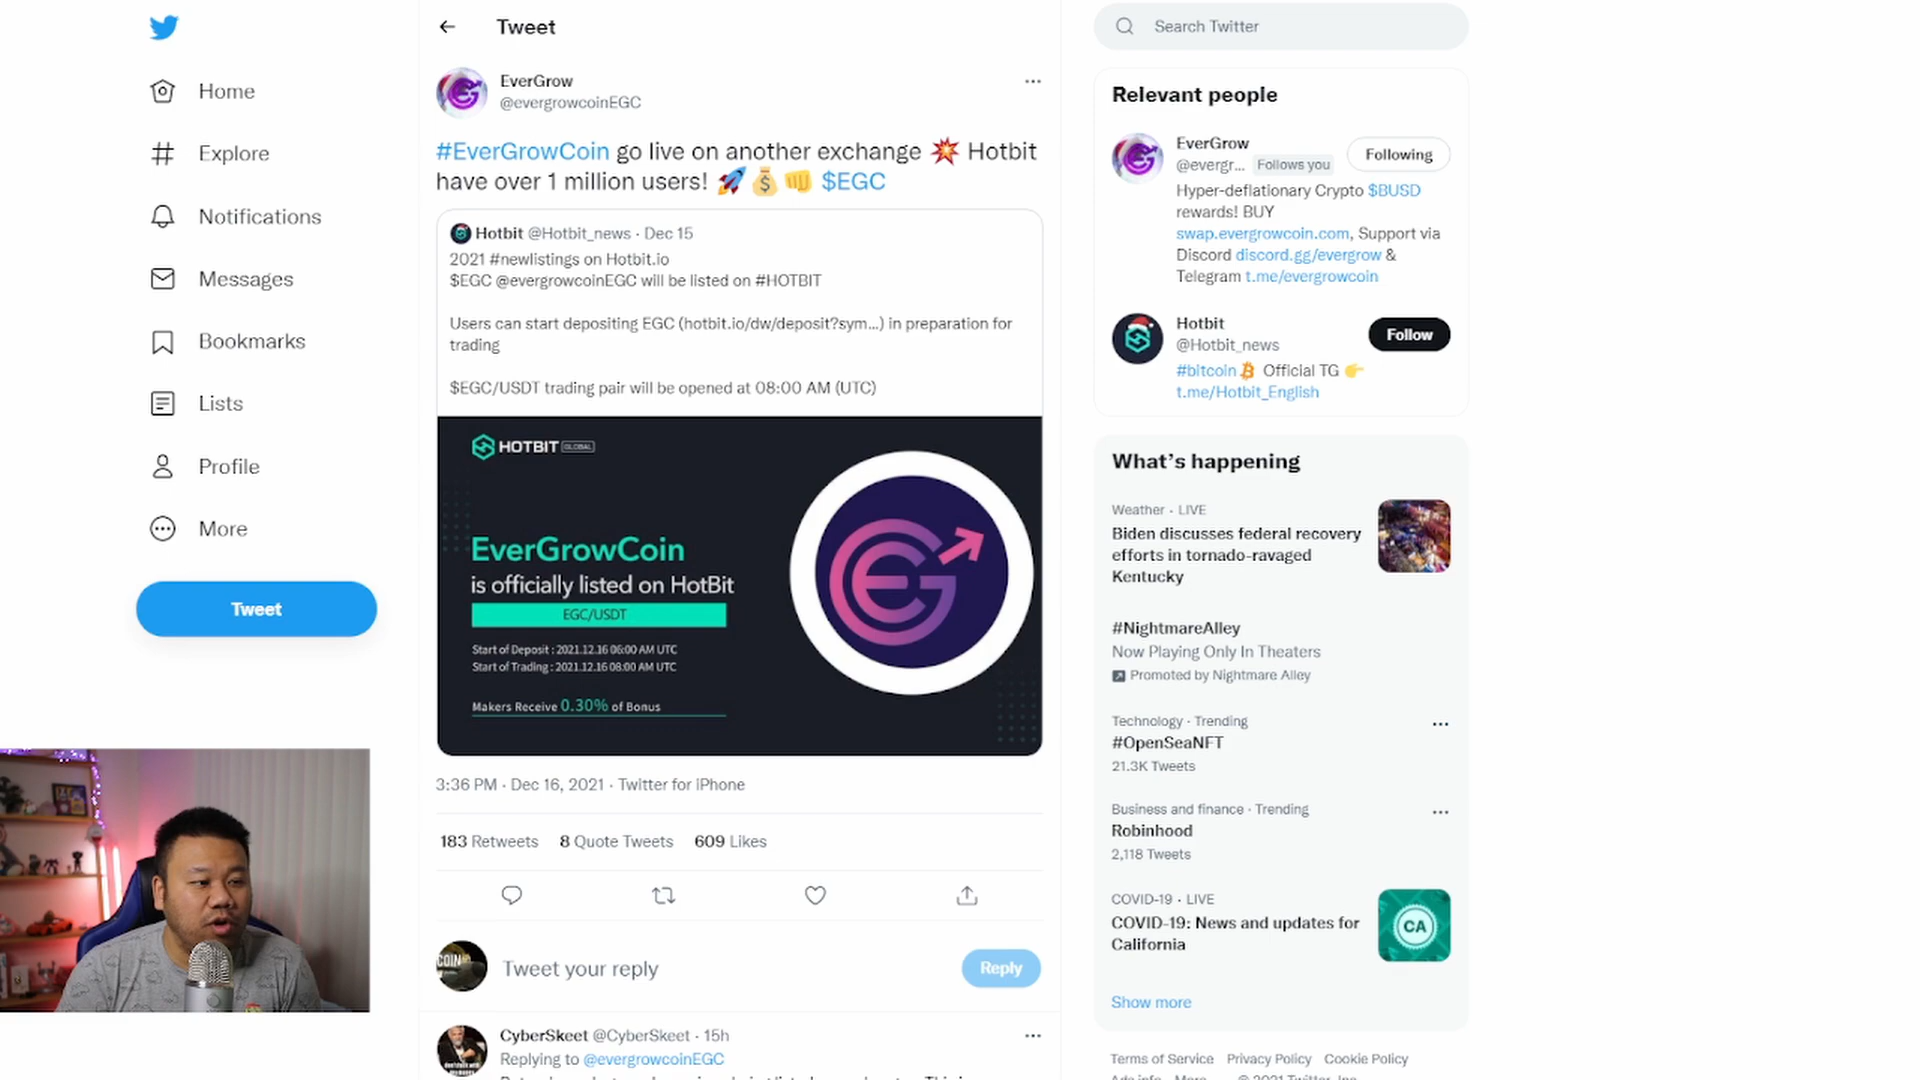 Home
Explore
Notifications
Messages
Bookmarks
Lists
Profile
More
Tweet
Tweet
EverGrow
@evergrowcoinEGC
#EverGrowCoin go live on another exchange 💥 Hotbit
have over 1 million users! 🚀💰👊 $EGC
Hotbit @Hotbit_news · Dec 15
2021 #newlistings on Hotbit.io
$EGC @evergrowcoinEGC will be listed on #HOTBIT
Users can start depositing EGC (hotbit.io/dw/deposit?sym...) in preparation for
trading
$EGC/USDT trading pair will be opened at 08:00 AM (UTC)
HOTBIT GLOBAL
EverGrowCoin
is officially listed on HotBit
EGC/USDT
Start of Deposit : 2021.12.16 06:00 AM UTC
Start of Trading : 2021.12.16 08:00 AM UTC
Makers Receive 0.30% of Bonus
3:36 PM · Dec 16, 2021 · Twitter for iPhone
183 Retweets 8 Quote Tweets 609 Likes
COIN
Tweet your reply
Reply
CyberSkeet @CyberSkeet · 15h
Replying to @evergrowcoinEGC
Search Twitter
Relevant people
EverGrow
@evergr... Follows you
Following
Hyper-deflationary Crypto $BUSD
rewards! BUY
swap.evergrowcoin.com, Support via
Discord discord.gg/evergrow &
Telegram t.me/evergrowcoin
Hotbit
@Hotbit_news
Follow
#bitcoin Official TG 👉
t.me/Hotbit_English
What's happening
Weather · LIVE
Biden discusses federal recovery
efforts in tornado-ravaged
Kentucky
#NightmareAlley
Now Playing Only In Theaters
Promoted by Nightmare Alley
Technology · Trending
#OpenSeaNFT
21.3K Tweets
Business and finance · Trending
Robinhood
2,118 Tweets
COVID-19 · LIVE
COVID-19: News and updates for
California
CA
Show more
Terms of Service Privacy Policy Cookie Policy